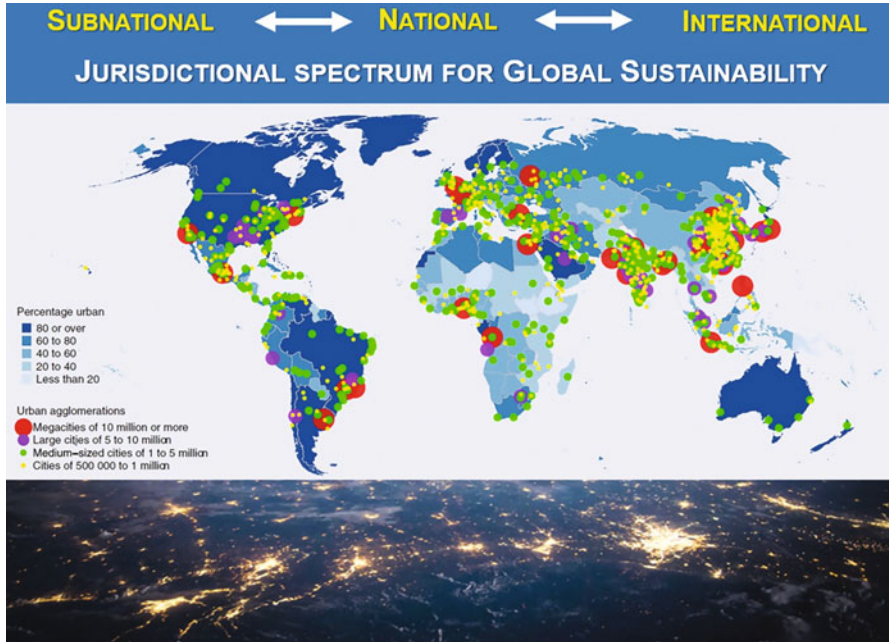 SUBNATIONAL NATIONAL INTERNATIONAL
JURISDICTIONAL SPECTRUM FOR GLOBAL SUSTAINABILITY
Percentage urban
80 or over
60 to 80
40 to 60
20 to 40
Less than 20
Urban agglomerations
Megacities of 10 million or more
Large cities of 5 to 10 million
Medium–sized cities of 1 to 5 million
Cities of 500 000 to 1 million